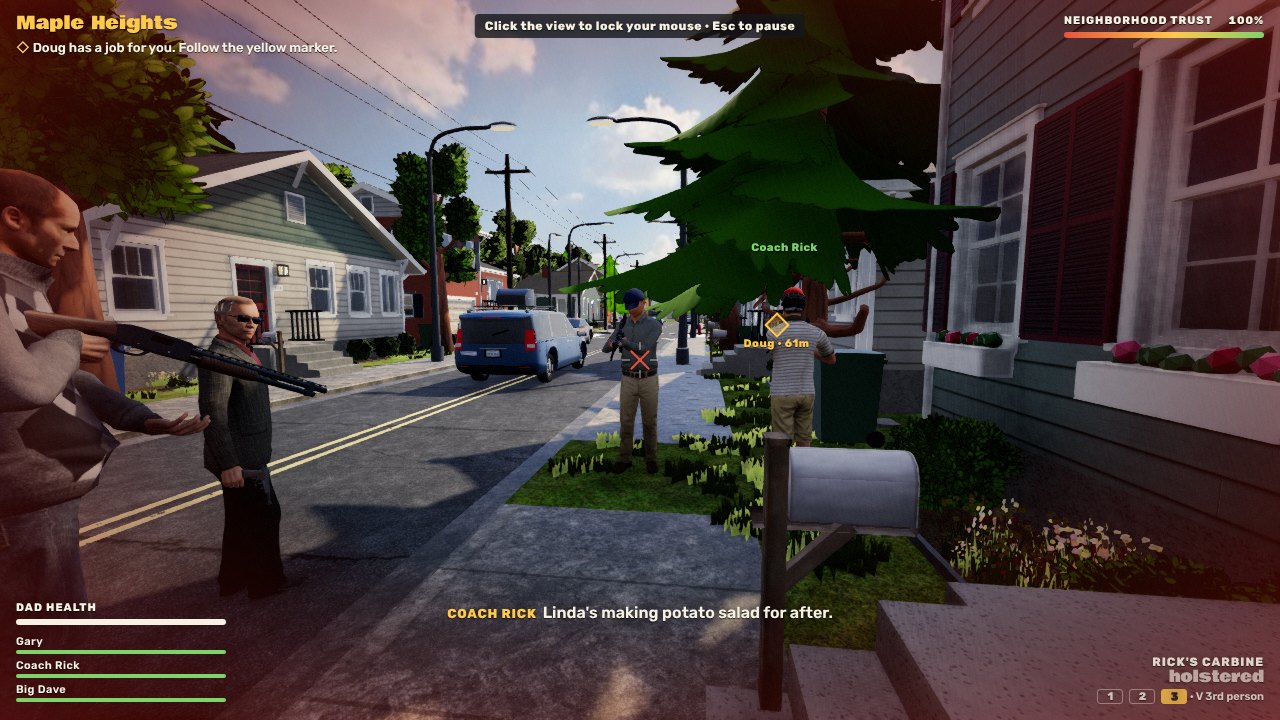 Maple Heights
Doug has a job for you. Follow the yellow marker.
Click the view to lock your mouse • Esc to pause
NEIGHBORHOOD TRUST 100%
Coach Rick
Doug • 61m
COACH RICK Linda's making potato salad for after.
DAD HEALTH
Gary
Coach Rick
Big Dave
RICK'S CARBINE
holstered
1 2 3 • V 3rd person